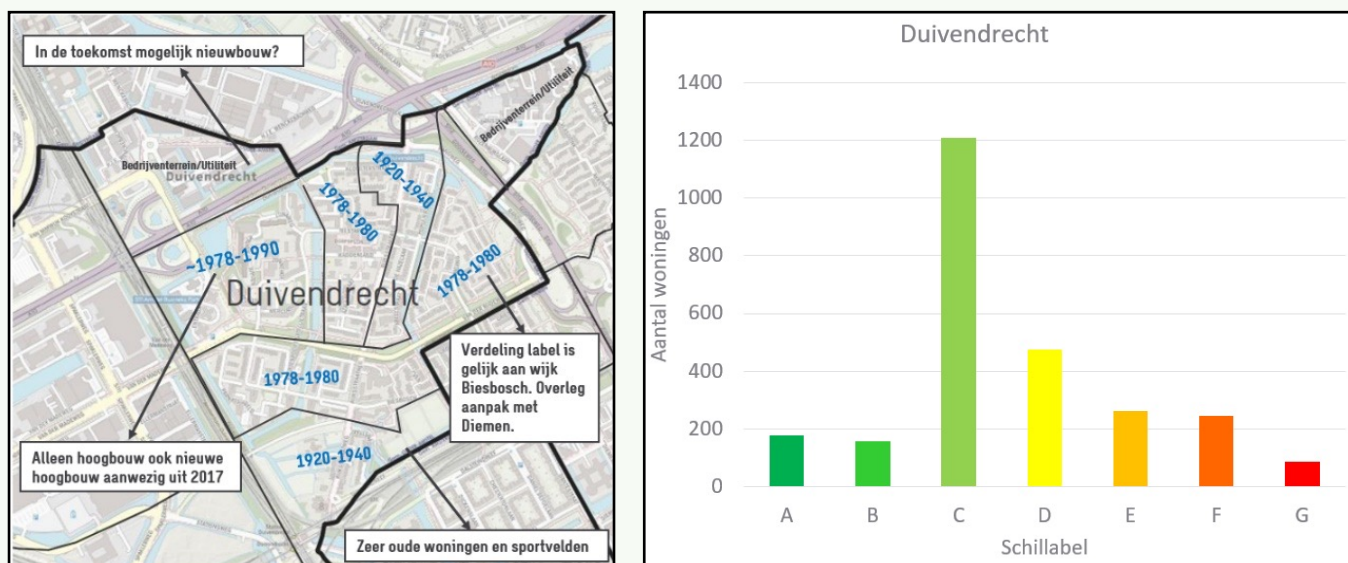 In de toekomst mogelijk nieuwbouw?
Bedrijventerrein/Utiliteit
Bedrijventerrein/Utiliteit
Duivendrecht
1920-1940
1978-1980
~1978-1990
1978-1980
Duivendrecht
1978-1980
Verdeling label is
gelijk aan wijk
Biesbosch. Overleg
aanpak met
Diemen.
Alleen hoogbouw ook nieuwe
hoogbouw aanwezig uit 2017
1920-1940
Zeer oude woningen en sportvelden
Duivendrecht
Aantal woningen
1400
1200
1000
800
600
400
200
0
A B C D E F G
Schillabel